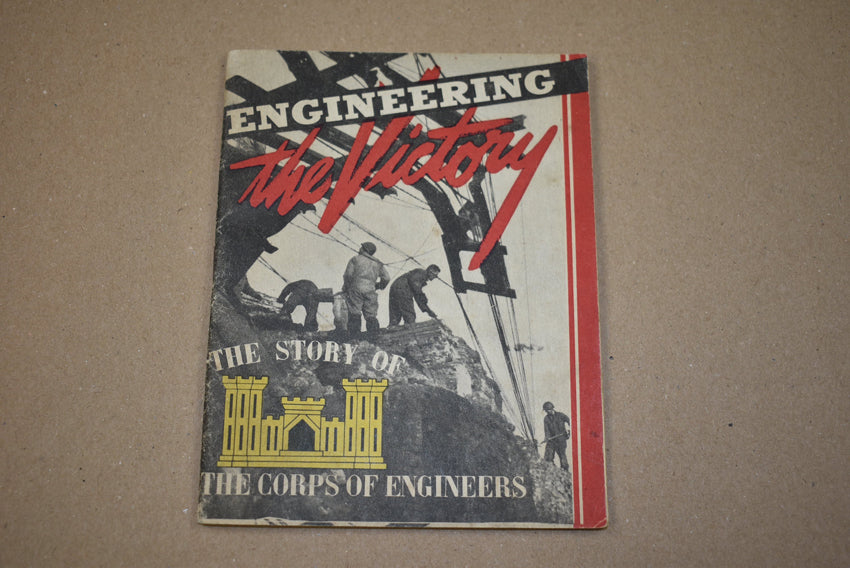 ENGINEERING
the Victory
THE STORY OF
THE CORPS OF ENGINEERS